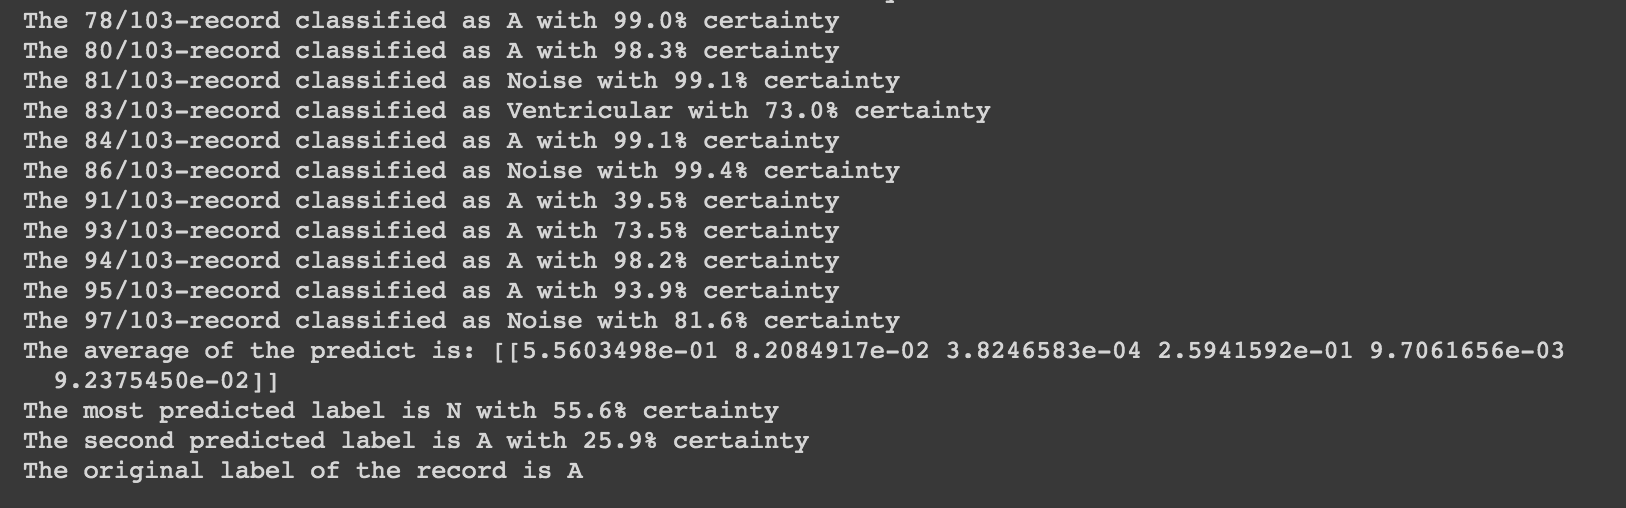 The 78/103-record classified as A with 99.0% certainty
The 80/103-record classified as A with 98.3% certainty
The 81/103-record classified as Noise with 99.1% certainty
The 83/103-record classified as Ventricular with 73.0% certainty
The 84/103-record classified as A with 99.1% certainty
The 86/103-record classified as Noise with 99.4% certainty
The 91/103-record classified as A with 39.5% certainty
The 93/103-record classified as A with 73.5% certainty
The 94/103-record classified as A with 98.2% certainty
The 95/103-record classified as A with 93.9% certainty
The 97/103-record classified as Noise with 81.6% certainty
The average of the predict is: [[5.5603498e-01 8.2084917e-02 3.8246583e-04 2.5941592e-01 9.7061656e-03
9.2375450e-02]]
The most predicted label is N with 55.6% certainty
The second predicted label is A with 25.9% certainty
The original label of the record is A